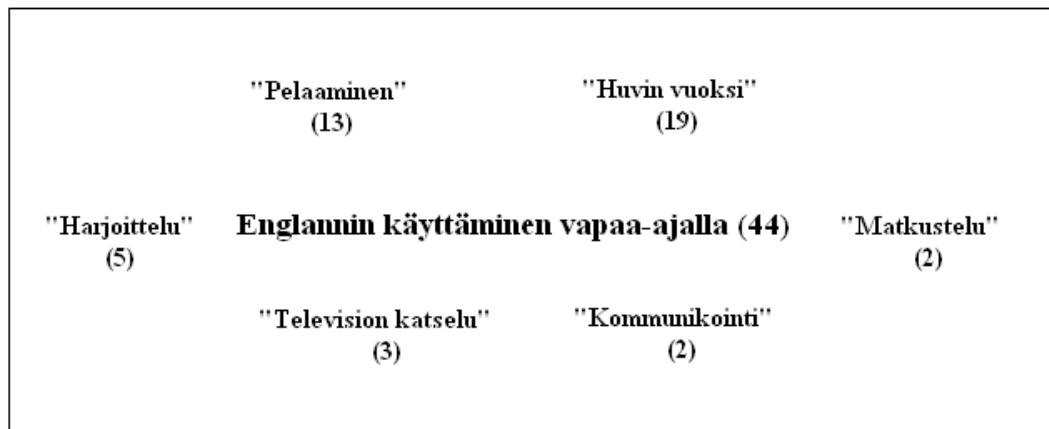 "Pelaaminen"
(13)
"Huvin vuoksi"
(19)
"Harjoittelu"
(5)
Englannin käyttäminen vapaa-ajalla (44)
"Matkustelu"
(2)
"Television katselu"
(3)
"Kommunikointi"
(2)